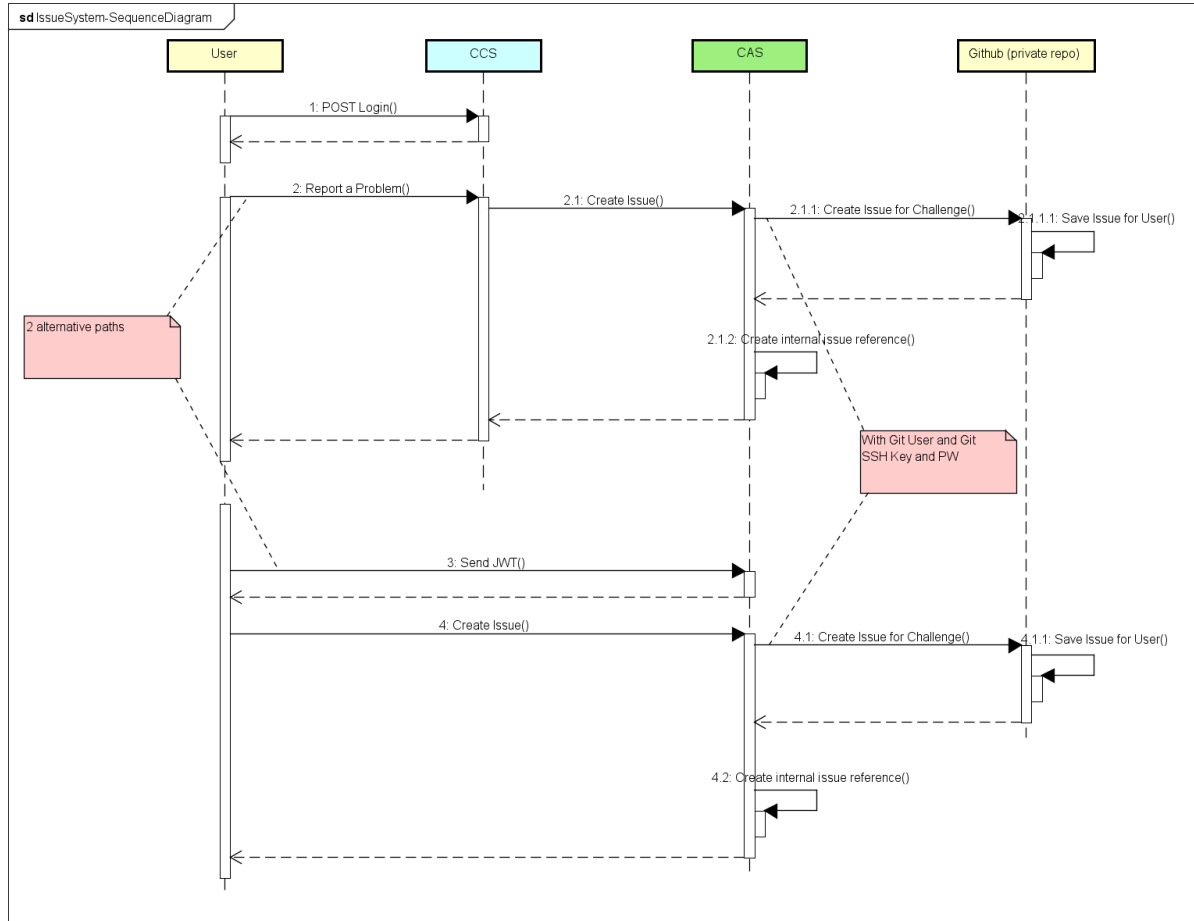 sd IssueSystem-SequenceDiagram
User
CCS
CAS
Github (private repo)
1: POST Login()
2: Report a Problem()
2.1: Create Issue()
2.1.1: Create Issue for Challenge()
2.1.1.1: Save Issue for User()
2 alternative paths
2.1.2: Create internal issue reference()
With Git User and Git
SSH Key and PW
3: Send JWT()
4: Create Issue()
4.1: Create Issue for Challenge()
4.1.1: Save Issue for User()
4.2: Create internal issue reference()